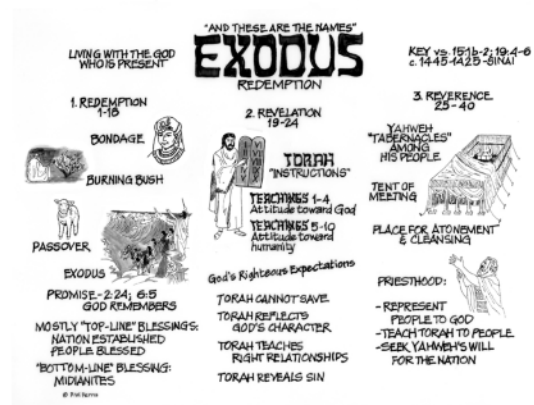 "AND THESE ARE THE NAMES"
EXODUS
REDEMPTION
LIVING WITH THE GOD
WHO IS PRESENT
KEY vs. 15:1b-2; 19:4-6
c. 1445-1425 -SINAI
1. REDEMPTION
1-18
BONDAGE
BURNING BUSH
PASSOVER
EXODUS
PROMISE-2:24; 6:5
GOD REMEMBERS
MOSTLY "TOP-LINE" BLESSINGS:
NATION ESTABLISHED
PEOPLE BLESSED
"BOTTOM-LINE" BLESSING:
MIDIANITES
2. REVELATION
19-24
TORAH
"INSTRUCTIONS"
TEACHINGS 1-4
Attitude toward God
TEACHINGS 5-10
Attitude toward
humanity
God's Righteous Expectations
TORAH CANNOT SAVE
TORAH REFLECTS
GOD'S CHARACTER
TORAH TEACHES
RIGHT RELATIONSHIPS
TORAH REVEALS SIN
3. REVERENCE
25-40
YAHWEH
"TABERNACLES"
AMONG
HIS PEOPLE
TENT OF
MEETING
PLACE FOR ATONEMENT
& CLEANSING
PRIESTHOOD:
-REPRESENT
PEOPLE TO GOD
-TEACH TORAH TO PEOPLE
-SEEK YAHWEH'S WILL
FOR THE NATION